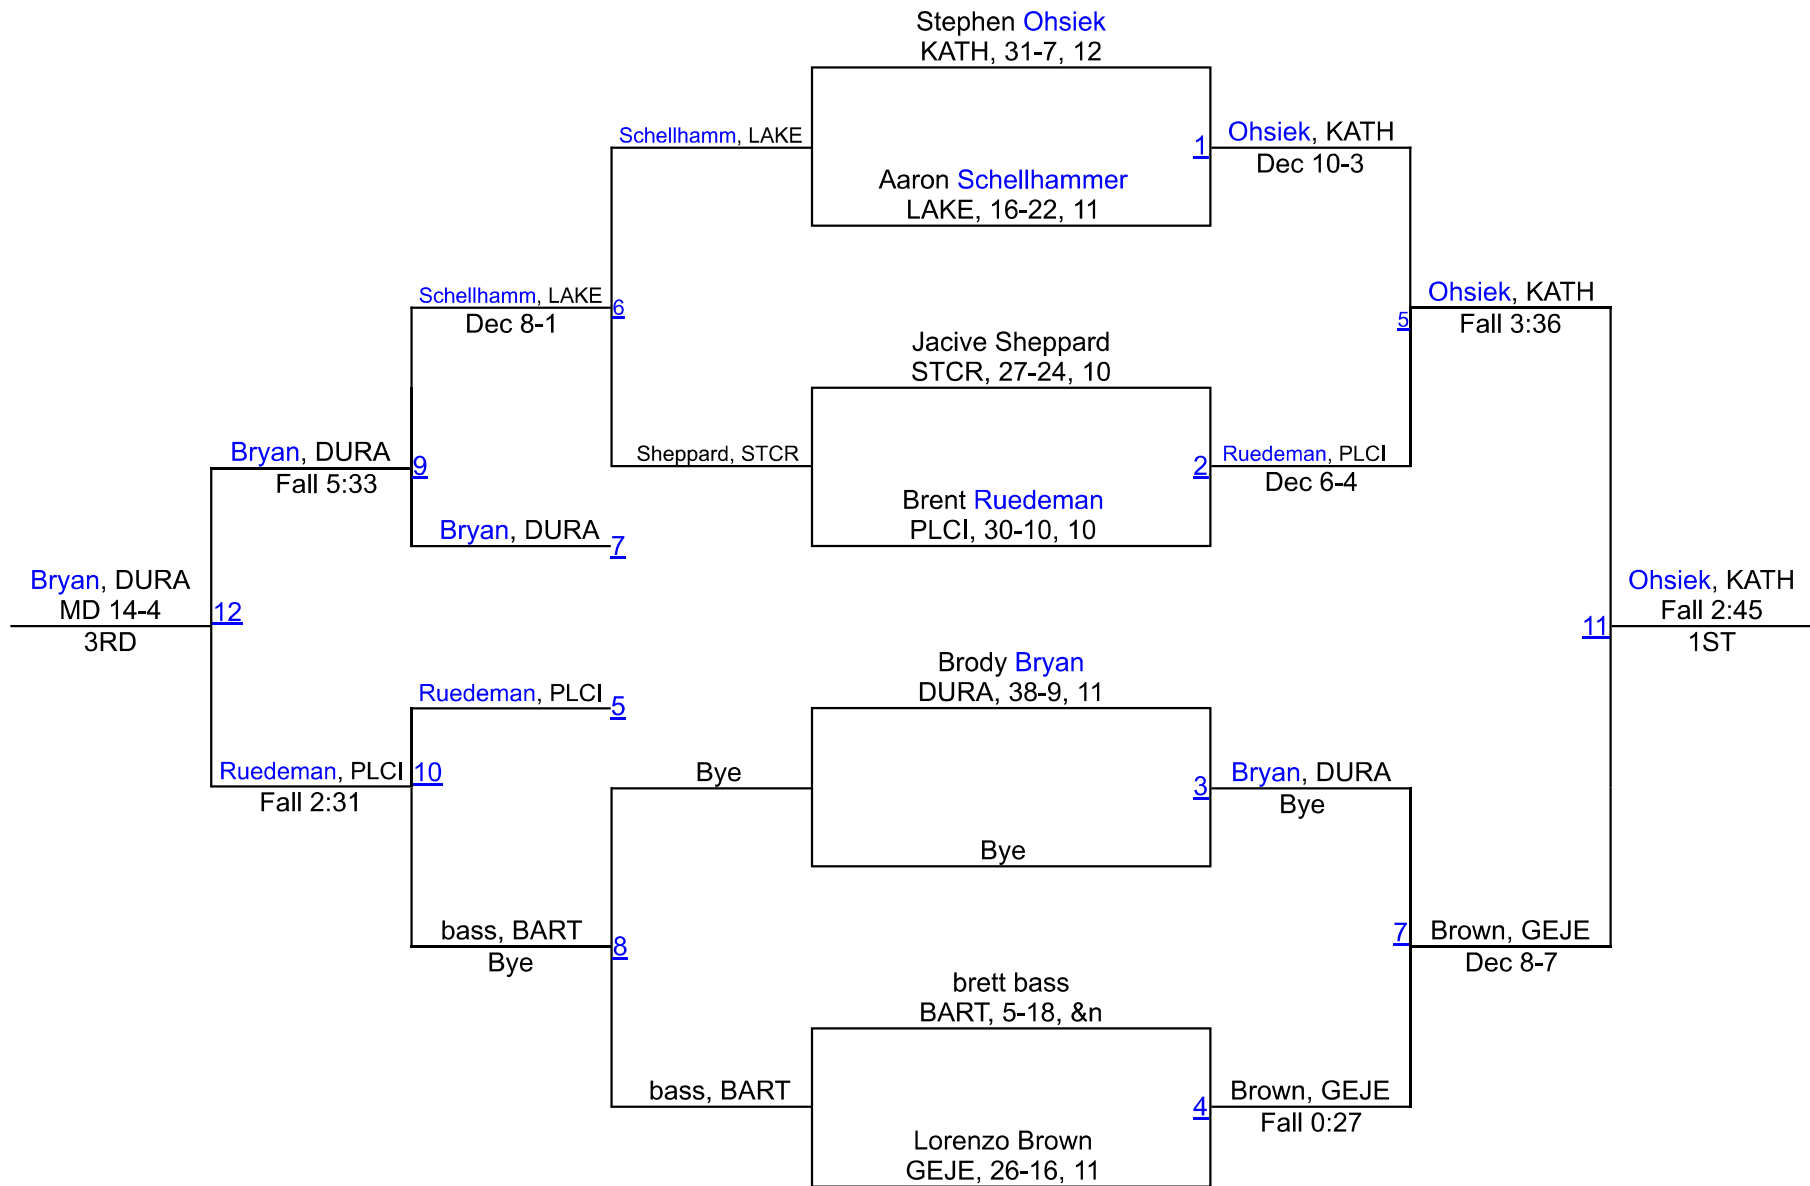 Stephen Ohsiek
KATH, 31-7, 12
Schellhamm, LAKE
1
Ohsiek, KATH
Dec 10-3
Aaron Schellhammer
LAKE, 16-22, 11
Schellhamm, LAKE
Dec 8-1
6
5
Ohsiek, KATH
Fall 3:36
Jacive Sheppard
STCR, 27-24, 10
Bryan, DURA
Fall 5:33
9
Sheppard, STCR
2
Ruedeman, PLCI
Dec 6-4
Brent Ruedeman
PLCI, 30-10, 10
Bryan, DURA
7
Bryan, DURA
MD 14-4
3RD
12
11
Ohsiek, KATH
Fall 2:45
1ST
Brody Bryan
DURA, 38-9, 11
Ruedeman, PLCI
5
Ruedeman, PLCI
Fall 2:31
10
Bye
3
Bryan, DURA
Bye
Bye
bass, BART
Bye
8
7
Brown, GEJE
Dec 8-7
brett bass
BART, 5-18, &n
bass, BART
4
Brown, GEJE
Fall 0:27
Lorenzo Brown
GEJE, 26-16, 11